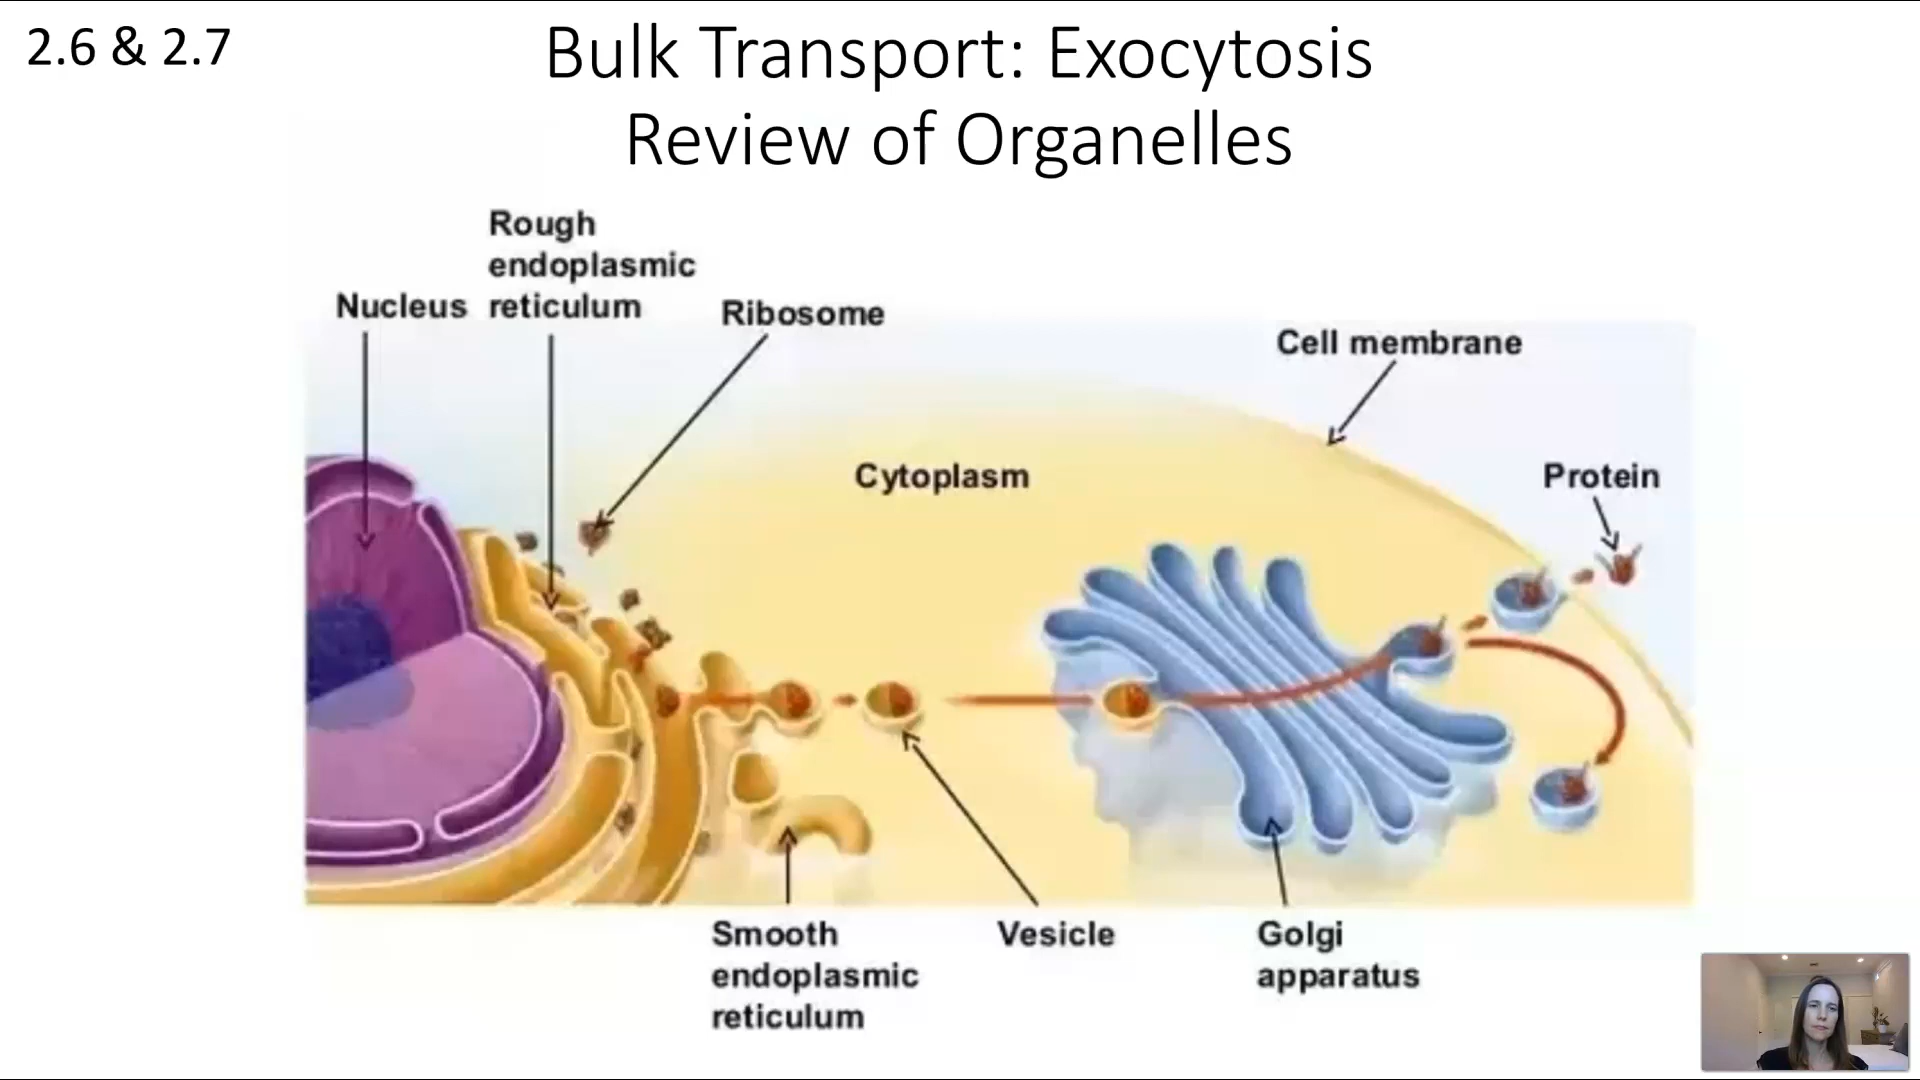 2.6 & 2.7
Bulk Transport: Exocytosis
Review of Organelles
Rough
endoplasmic
reticulum
Nucleus
Ribosome
Cell membrane
Cytoplasm
Protein
Smooth
endoplasmic
reticulum
Vesicle
Golgi
apparatus